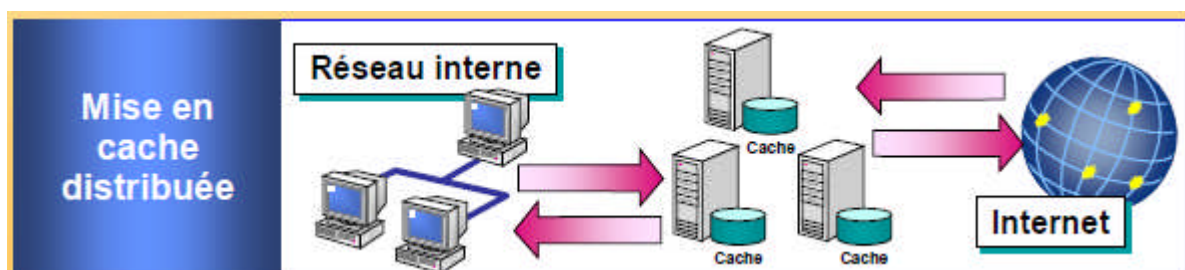 Mise en
cache
distribuée
Réseau interne
Cache
Cache
Cache
Internet